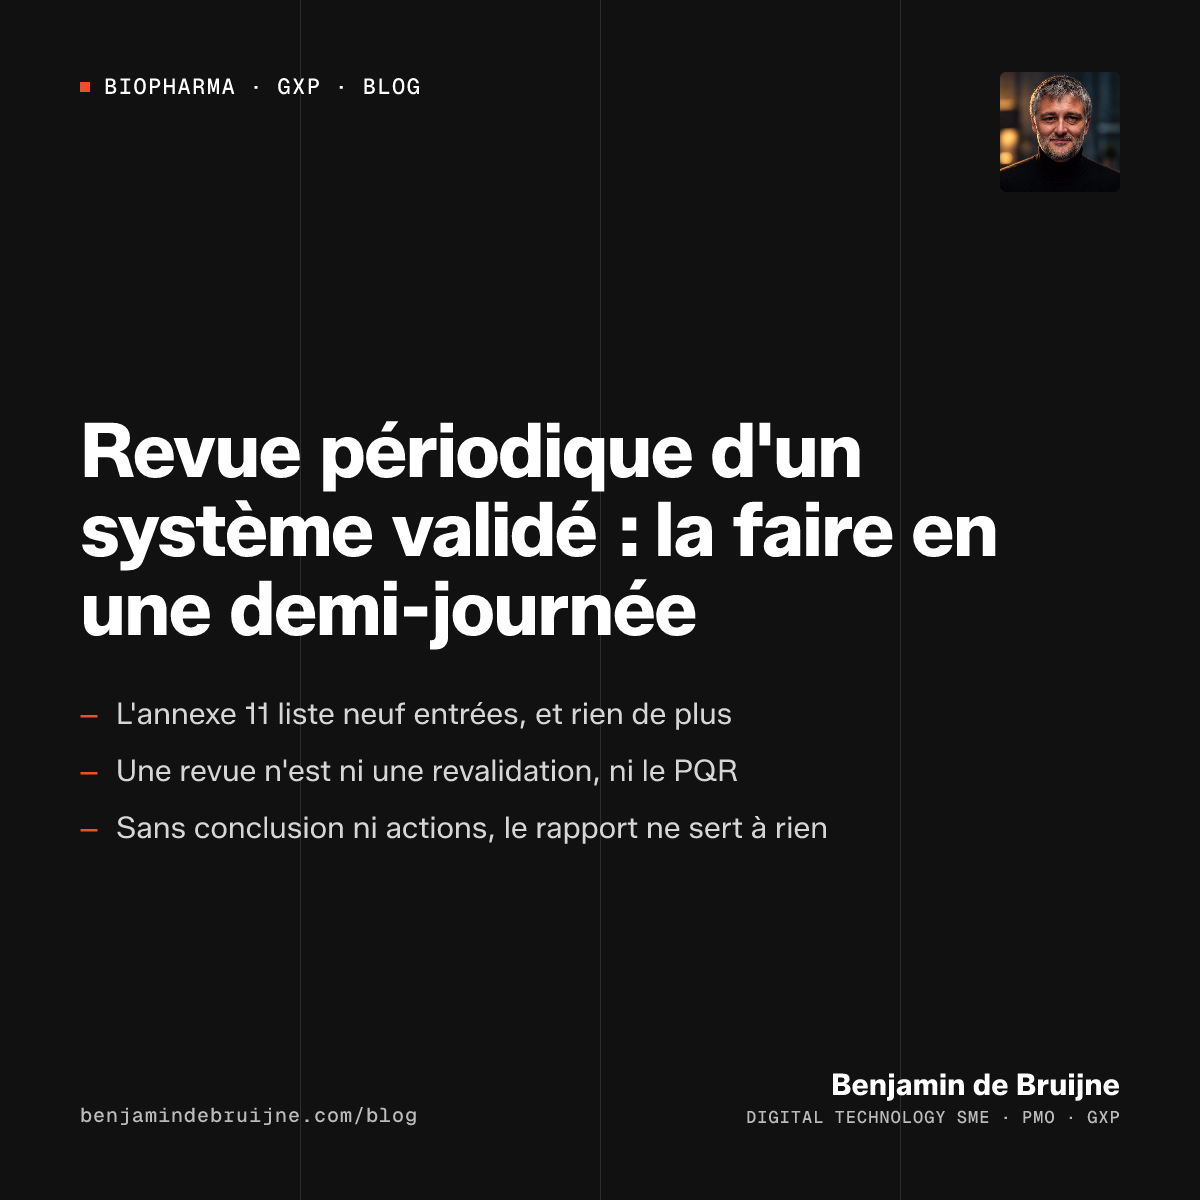 BIOPHARMA · GXP · BLOG
Revue périodique d'un
système validé : la faire en
une demi-journée
– L'annexe 11 liste neuf entrées, et rien de plus
– Une revue n'est ni une revalidation, ni le PQR
– Sans conclusion ni actions, le rapport ne sert à rien
benjamindebruijne.com/blog
Benjamin de Bruijne
DIGITAL TECHNOLOGY SME · PMO · GXP